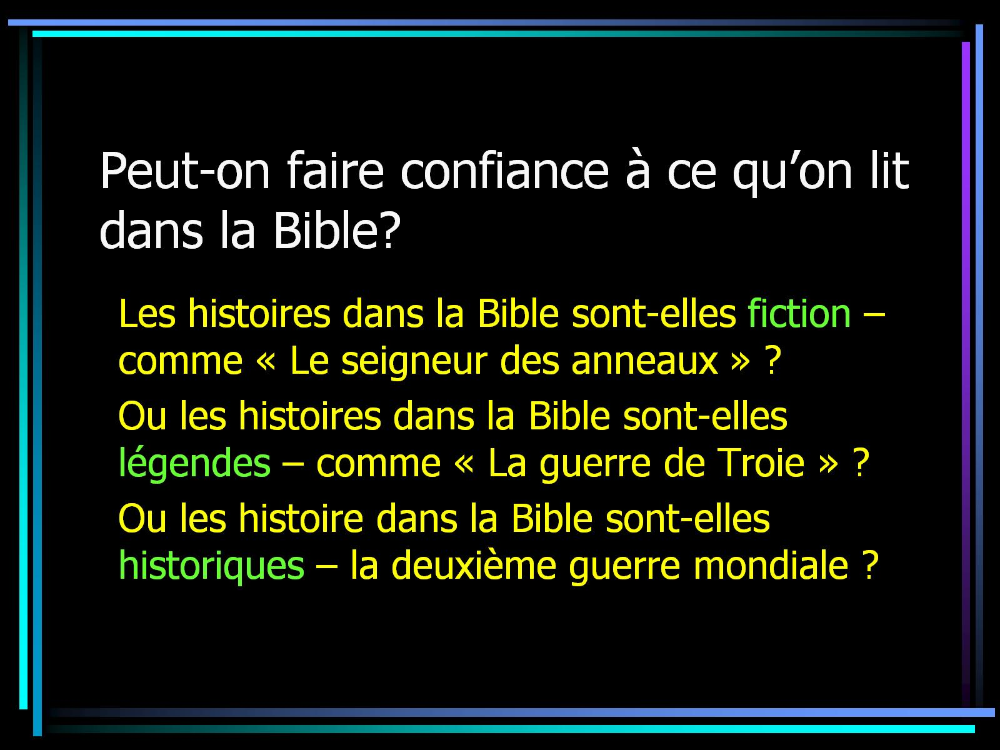 Peut-on faire confiance à ce qu’on lit
dans la Bible?
Les histoires dans la Bible sont-elles fiction –
comme « Le seigneur des anneaux » ?
Ou les histoires dans la Bible sont-elles
légendes – comme « La guerre de Troie » ?
Ou les histoire dans la Bible sont-elles
historiques – la deuxième guerre mondiale ?